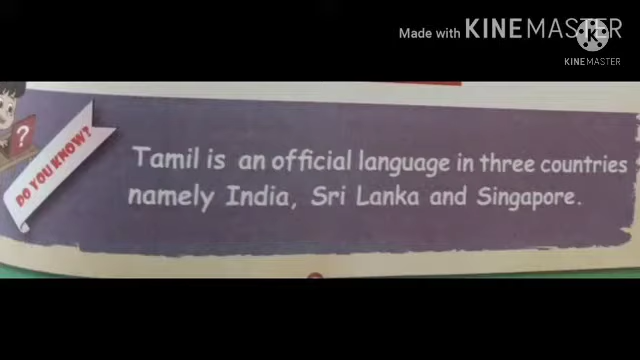 Made with KINEMASTER
K
KINEMASTER
?
DO YOU KNOW?
Tamil is an official language in three countries
namely India, Sri Lanka and Singapore.